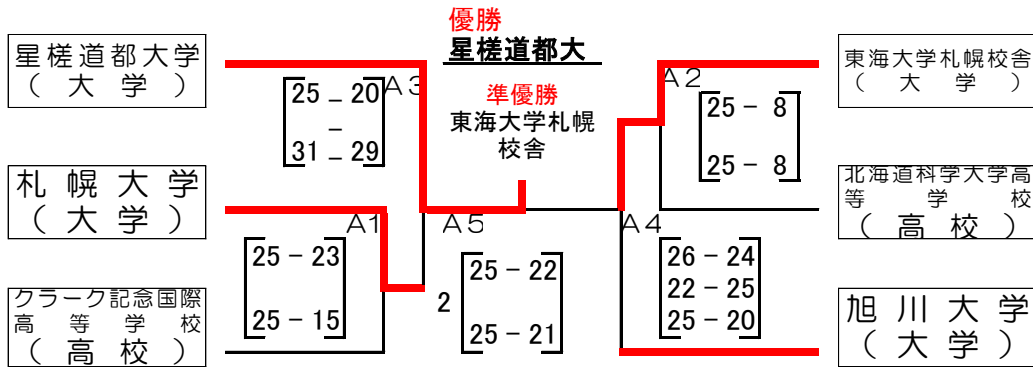 優勝
星槎道都大
準優勝
東海大学札幌
校舎
星槎道都大学
( 大 学 )
札 幌 大 学
( 大 学 )
クラーク記念国際
高 等 学 校
( 高 校 )
A3
25 - 20
-
31 - 29
A1
25 - 23
25 - 15
A5
2
25 - 22
25 - 21
A2
25 - 8
25 - 8
A4
26 - 24
22 - 25
25 - 20
東海大学札幌校舎
( 大 学 )
北海道科学大学高
等 学 校
( 高 校 )
旭 川 大 学
( 大 学 )